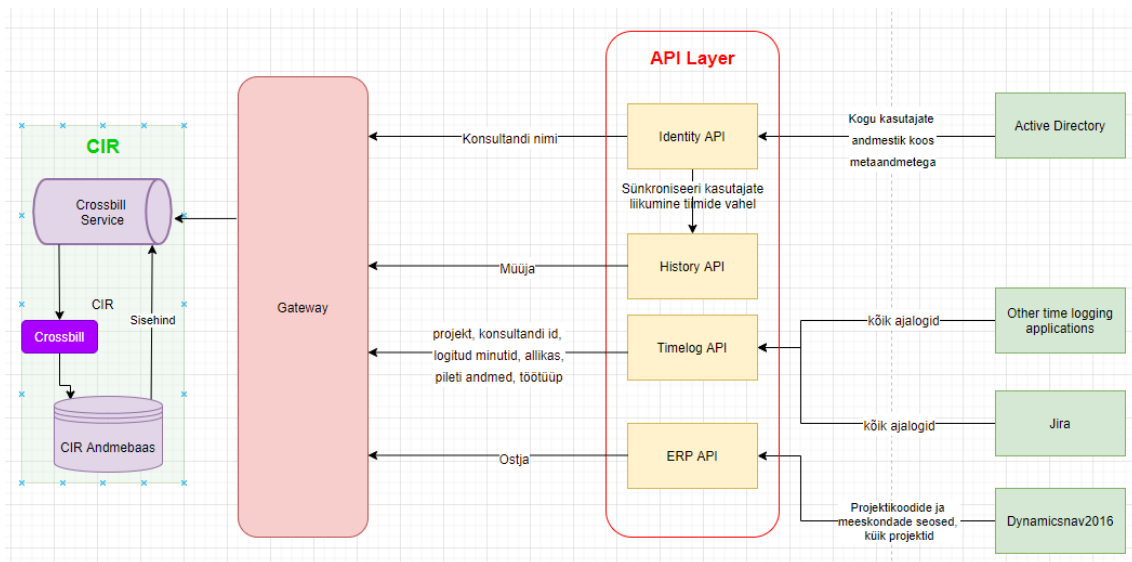 API Layer
CIR
Crossbill
Service
CIR
Sisehind
Crossbill
CIR Andmebaas
Gateway
Konsultandi nimi
Müüja
projekt, konsultandi id,
logitud minutid, allikas,
pileti andmed, töötüüp
Ostja
Identity API
Sünkroniseeri kasutajate
liikumine tiimide vahel
History API
Timelog API
ERP API
Kogu kasutajate
andmestik koos
metaandmetega
kõik ajalogid
kõik ajalogid
Projektikoodide ja
meeskondade seosed,
küik projektid
Active Directory
Other time logging
applications
Jira
Dynamicsnav2016